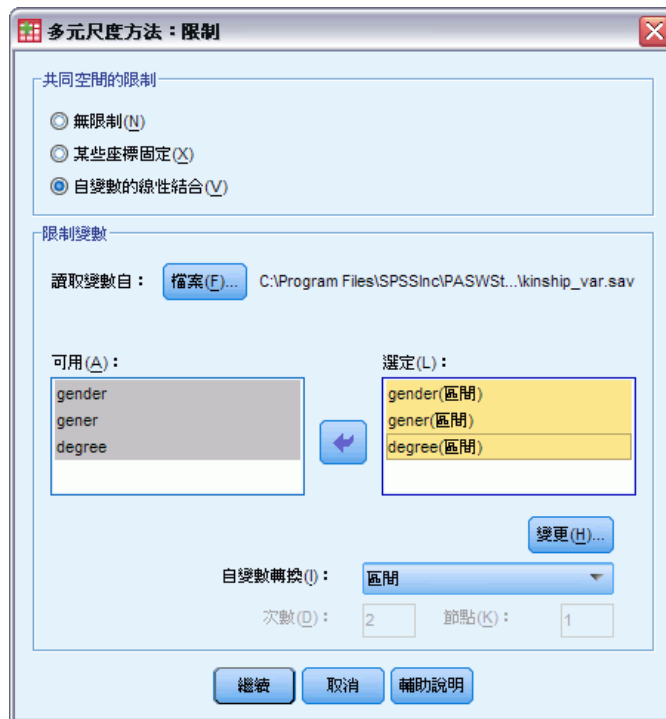 多元尺度方法：限制
共同空間的限制
無限制(N)
某些座標固定(X)
自變數的線性結合(V)
限制變數
讀取變數自： 檔案(F)... C:\Program Files\SPSSInc\PASWSt...\kinship_var.sav
可用(A)： 選定(L)：
gender gender(區間)
gener gener(區間)
degree degree(區間)
變更(H)...
自變數轉換(I)： 區間
次數(D)： 2 節點(K)： 1
繼續 取消 輔助說明